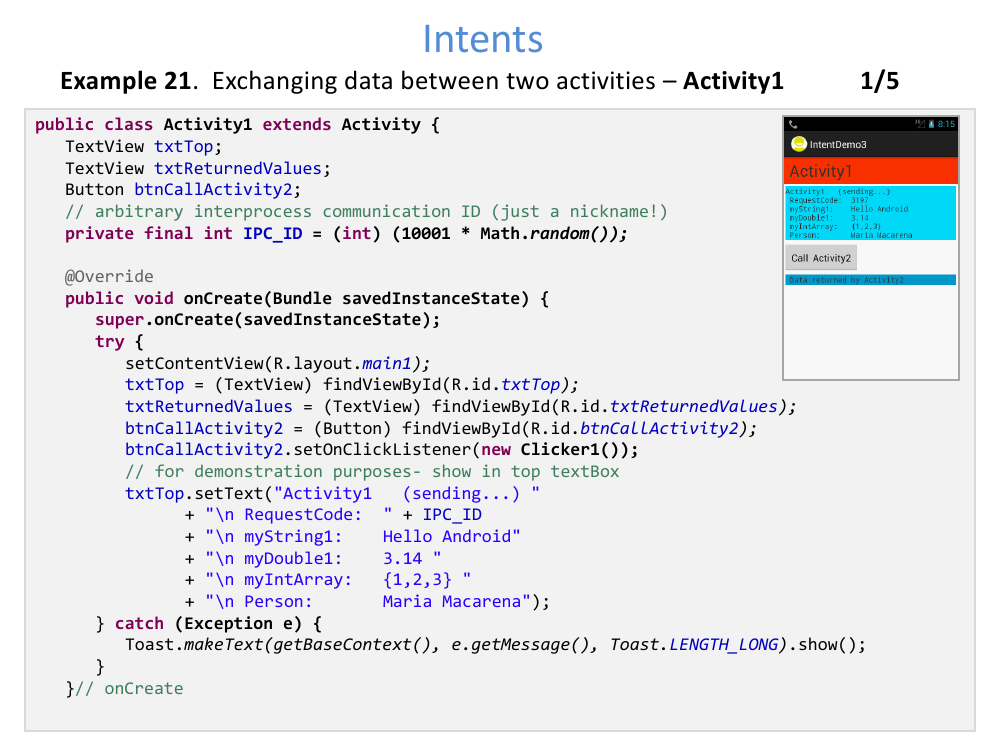 Intents
Example 21.  Exchanging data between two activities – Activity1 1/5
public class Activity1 extends Activity {
TextView txtTop;
TextView txtReturnedValues;
Button btnCallActivity2;
// arbitrary interprocess communication ID (just a nickname!)
private final int IPC_ID = (int) (10001 * Math.random());
@Override
public void onCreate(Bundle savedInstanceState) {
super.onCreate(savedInstanceState);
try {
setContentView(R.layout.main1);
txtTop = (TextView) findViewById(R.id.txtTop);
txtReturnedValues = (TextView) findViewById(R.id.txtReturnedValues);
btnCallActivity2 = (Button) findViewById(R.id.btnCallActivity2);
btnCallActivity2.setOnClickListener(new Clicker1());
// for demonstration purposes- show in top textBox
txtTop.setText("Activity1   (sending...) "
+ "\n RequestCode:  " + IPC_ID
+ "\n myString1:    Hello Android"
+ "\n myDouble1:    3.14 "
+ "\n myIntArray:   {1,2,3} "
+ "\n Person:       Maria Macarena");
} catch (Exception e) {
Toast.makeText(getBaseContext(), e.getMessage(), Toast.LENGTH_LONG).show();
}
}// onCreate
8:15
IntentDemo3
Activity1
Activity1   (sending...)
RequestCode:  3197
myString1:    Hello Android
myDouble1:    3.14
myIntArray:   {1,2,3}
Person:       Maria Macarena
Call Activity2
Data returned by Activity2